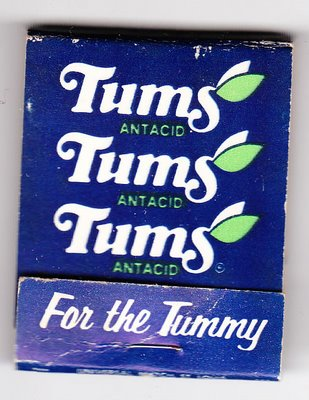 Tums
ANTACID
Tums
ANTACID
Tums
ANTACID
For the Tummy